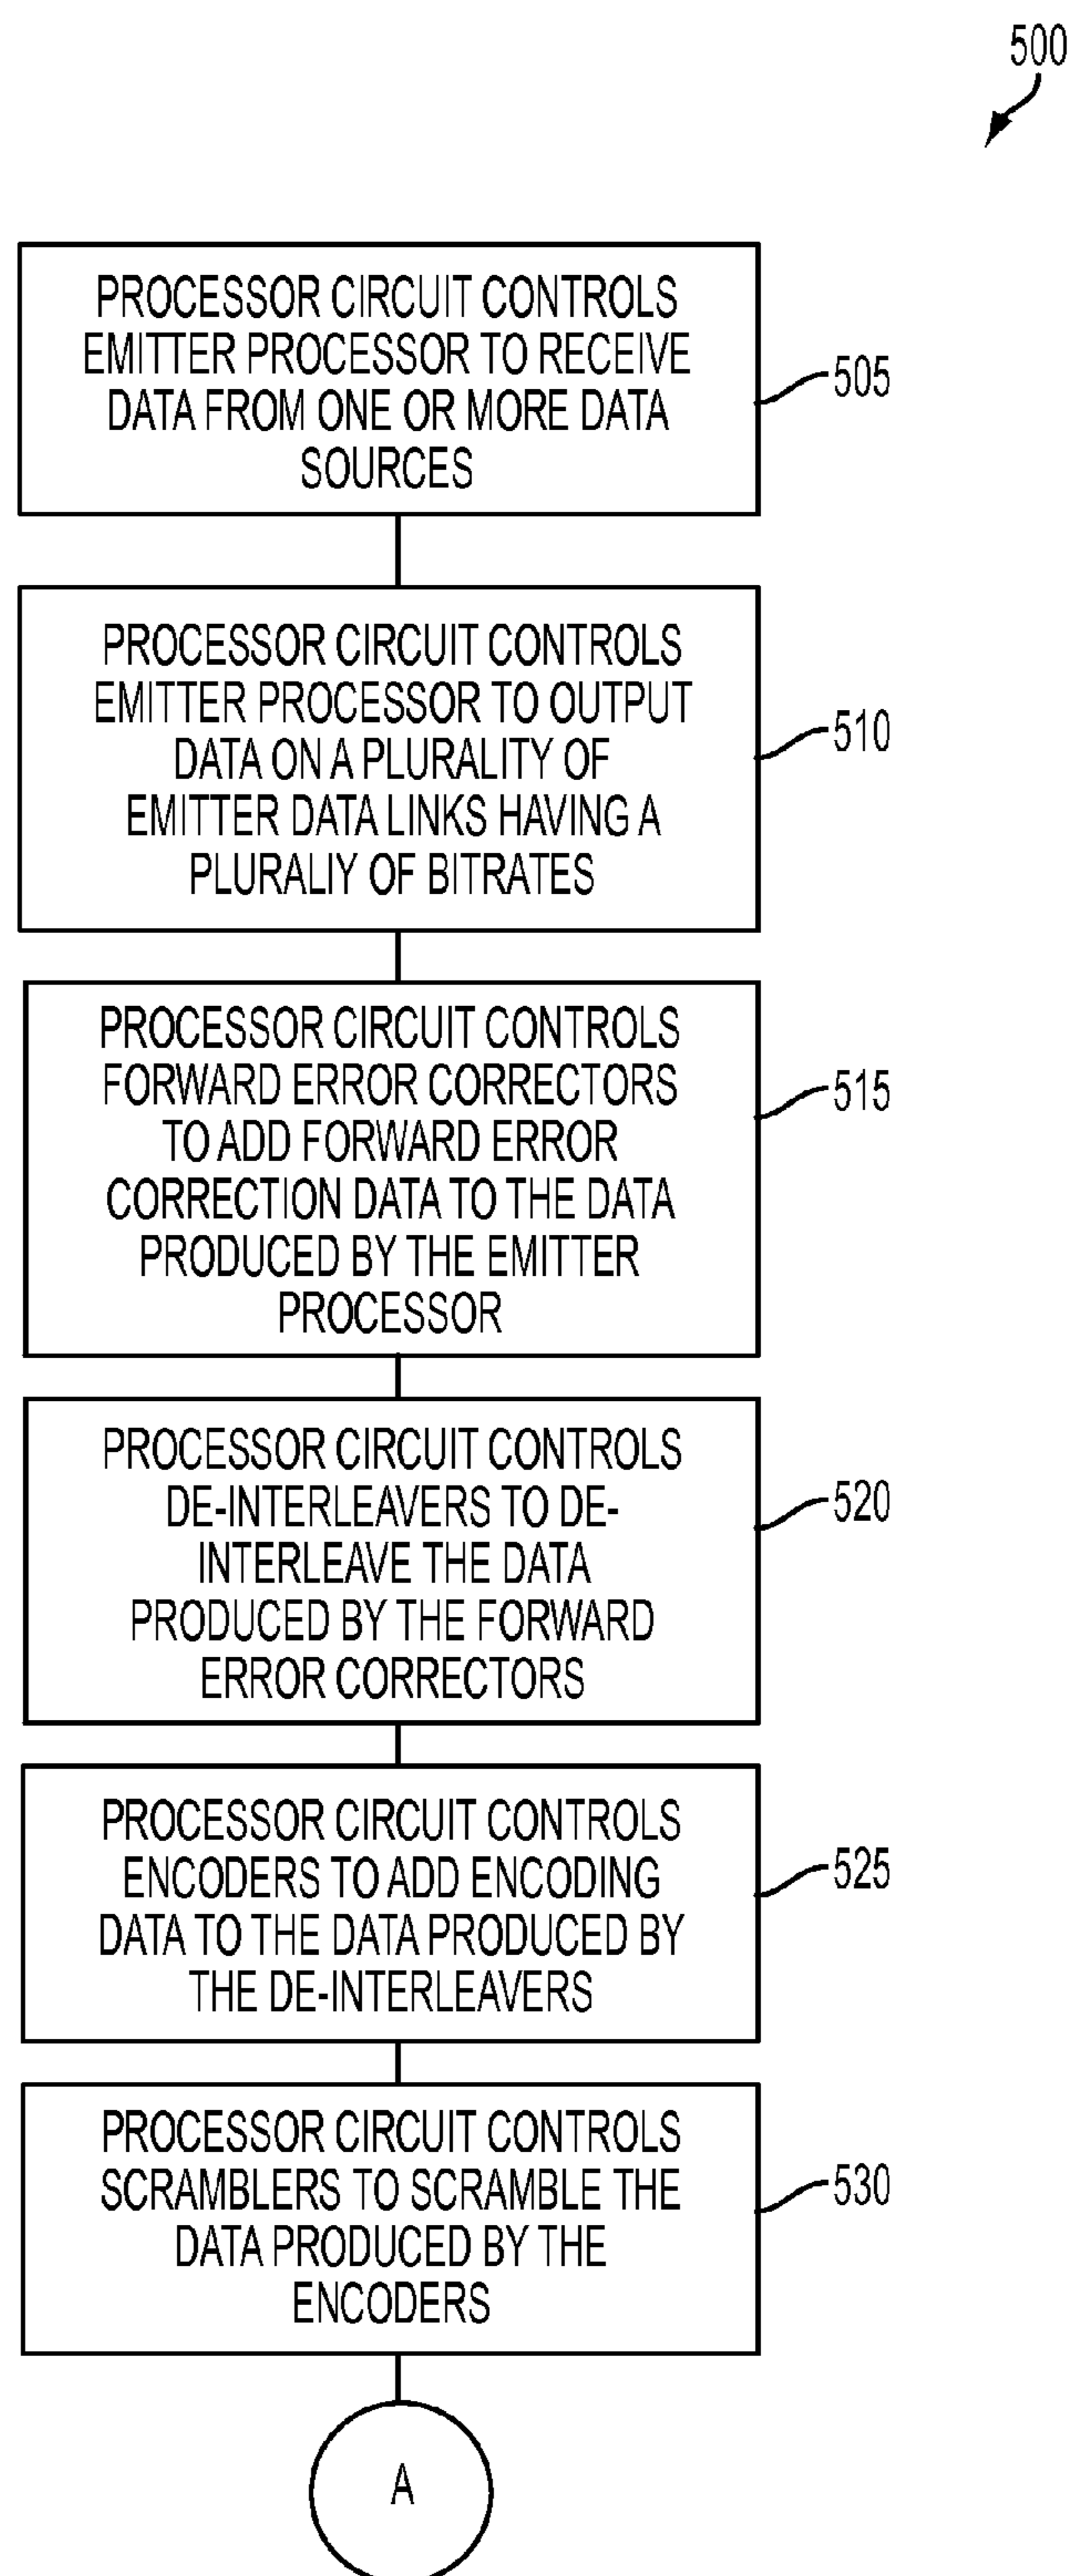 500
PROCESSOR CIRCUIT CONTROLS
EMITTER PROCESSOR TO RECEIVE
DATA FROM ONE OR MORE DATA
SOURCES
505
PROCESSOR CIRCUIT CONTROLS
EMITTER PROCESSOR TO OUTPUT
DATA ON A PLURALITY OF
EMITTER DATA LINKS HAVING A
PLURALIY OF BITRATES
510
PROCESSOR CIRCUIT CONTROLS
FORWARD ERROR CORRECTORS
TO ADD FORWARD ERROR
CORRECTION DATA TO THE DATA
PRODUCED BY THE EMITTER
PROCESSOR
515
PROCESSOR CIRCUIT CONTROLS
DE-INTERLEAVERS TO DE-
INTERLEAVE THE DATA
PRODUCED BY THE FORWARD
ERROR CORRECTORS
520
PROCESSOR CIRCUIT CONTROLS
ENCODERS TO ADD ENCODING
DATA TO THE DATA PRODUCED BY
THE DE-INTERLEAVERS
525
PROCESSOR CIRCUIT CONTROLS
SCRAMBLERS TO SCRAMBLE THE
DATA PRODUCED BY THE
ENCODERS
530
A